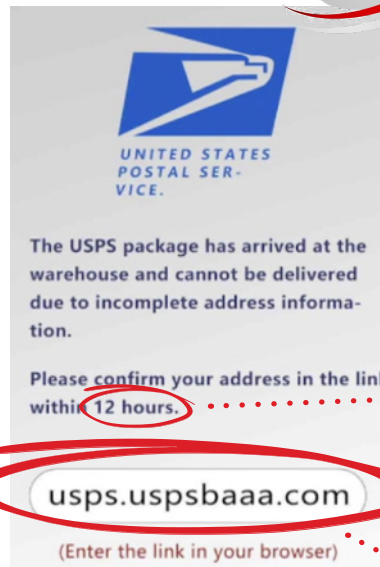 UNITED STATES
POSTAL SER-
VICE.
The USPS package has arrived at the
warehouse and cannot be delivered
due to incomplete address informa-
tion.
Please confirm your address in the link
within 12 hours.
usps.uspsbaaa.com
(Enter the link in your browser)